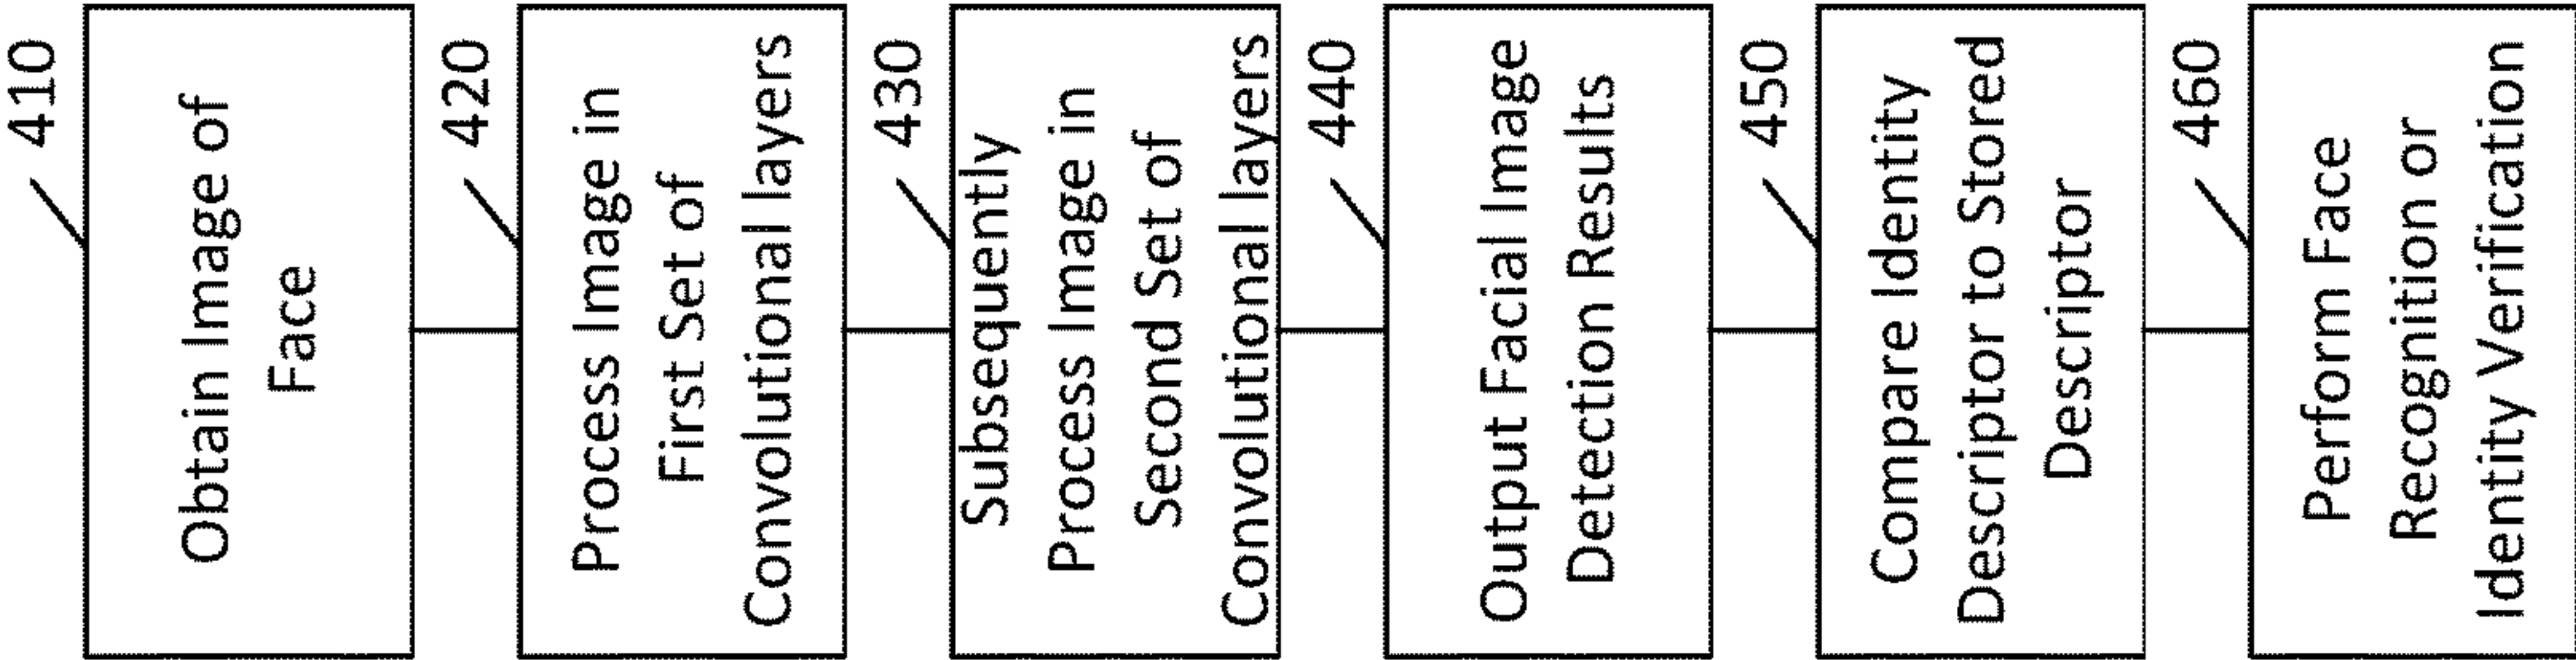 410
Obtain Image of
Face
420
Process Image in
First Set of
Convolutional layers
430
Subsequently
Process Image in
Second Set of
Convolutional layers
440
Output Facial Image
Detection Results
450
Compare Identity
Descriptor to Stored
Descriptor
460
Perform Face
Recognition or
Identity Verification